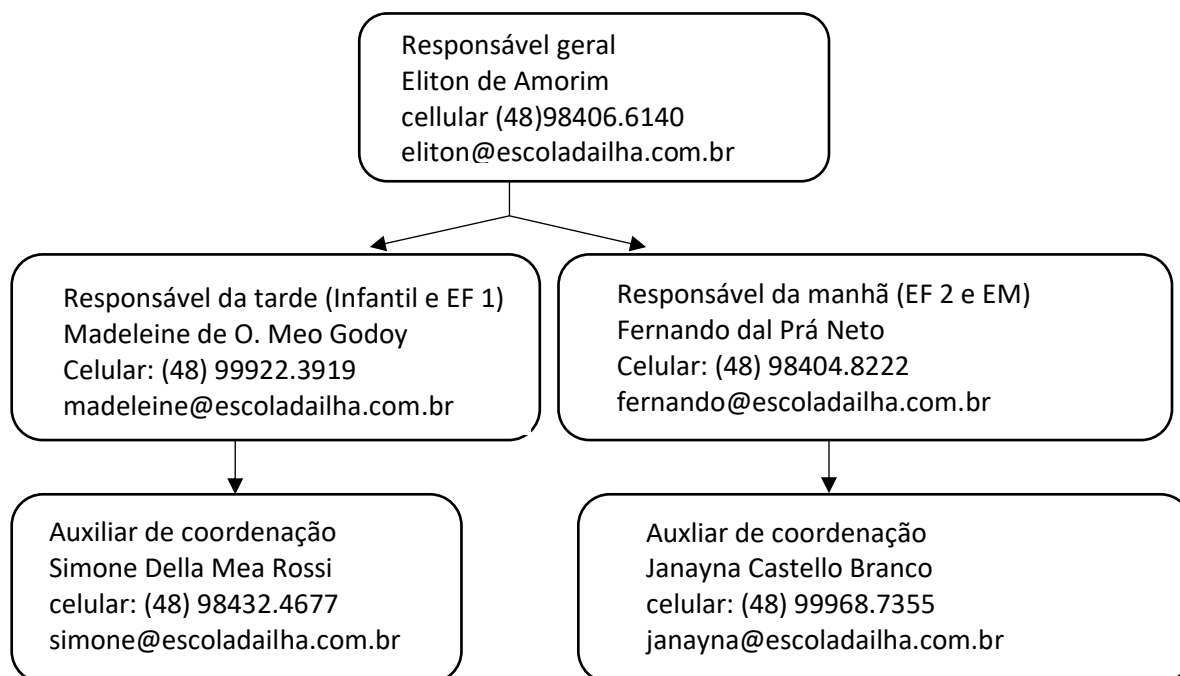 Responsável geral
Eliton de Amorim
cellular (48)98406.6140
eliton@escoladailha.com.br
Responsável da tarde (Infantil e EF 1)
Madeleine de O. Meo Godoy
Celular: (48) 99922.3919
madeleine@escoladailha.com.br
Responsável da manhã (EF 2 e EM)
Fernando dal Prá Neto
Celular: (48) 98404.8222
fernando@escoladailha.com.br
Auxiliar de coordenação
Simone Della Mea Rossi
celular: (48) 98432.4677
simone@escoladailha.com.br
Auxliar de coordenação
Janayna Castello Branco
celular: (48) 99968.7355
janayna@escoladailha.com.br